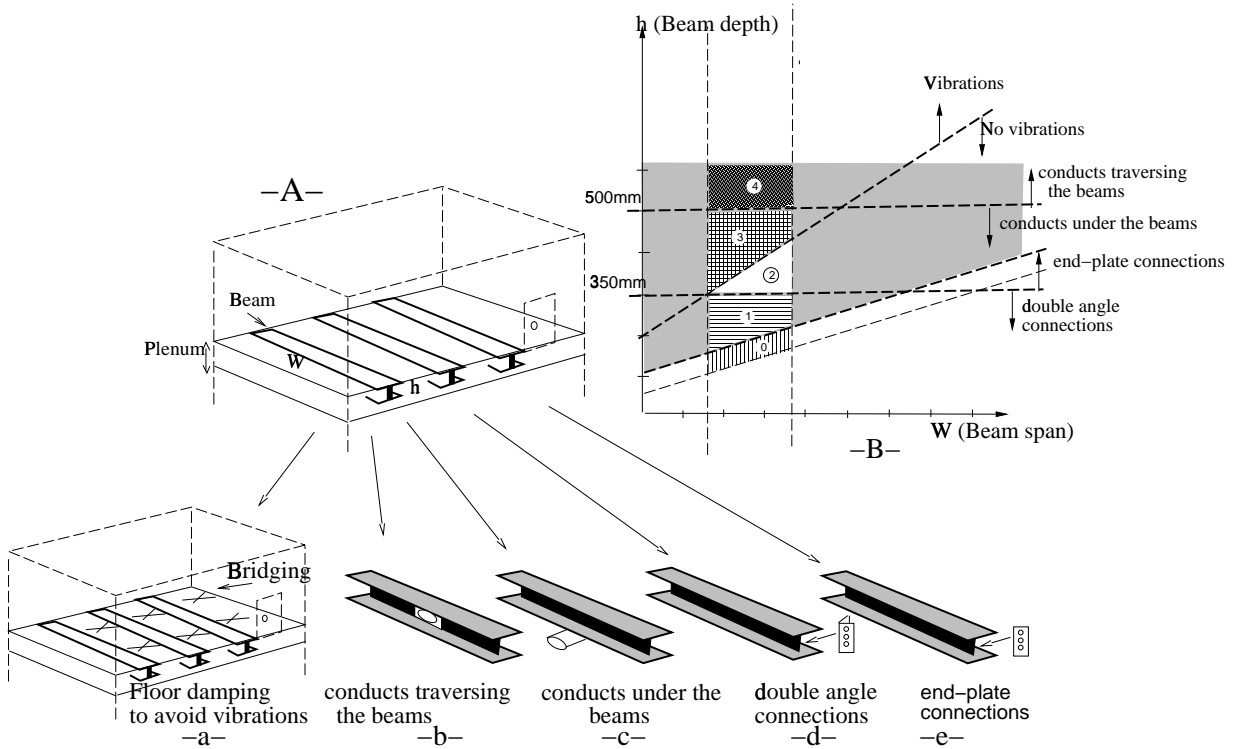 –A–
Beam
Plenum
W
h
h (Beam depth)
Vibrations
No vibrations
conducts traversing
the beams
conducts under the beams
end–plate connections
double angle
connections
500mm
350mm
4
3
2
1
0
W (Beam span)
–B–
Bridging
Floor damping
to avoid vibrations
–a–
conducts traversing
the beams
–b–
conducts under the
beams
–c–
double angle
connections
–d–
end–plate
connections
–e–